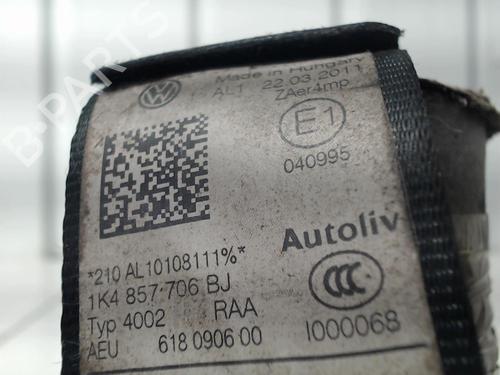 Made in Hungary
AL1 22.03.2011
ZAer4mp
E1
040995
Autoliv
*210 AL10108111%*
1K4 857 706 BJ
Typ 4002 RAA
AEU 618 0906 00
CCC
I000068
B-PARTS